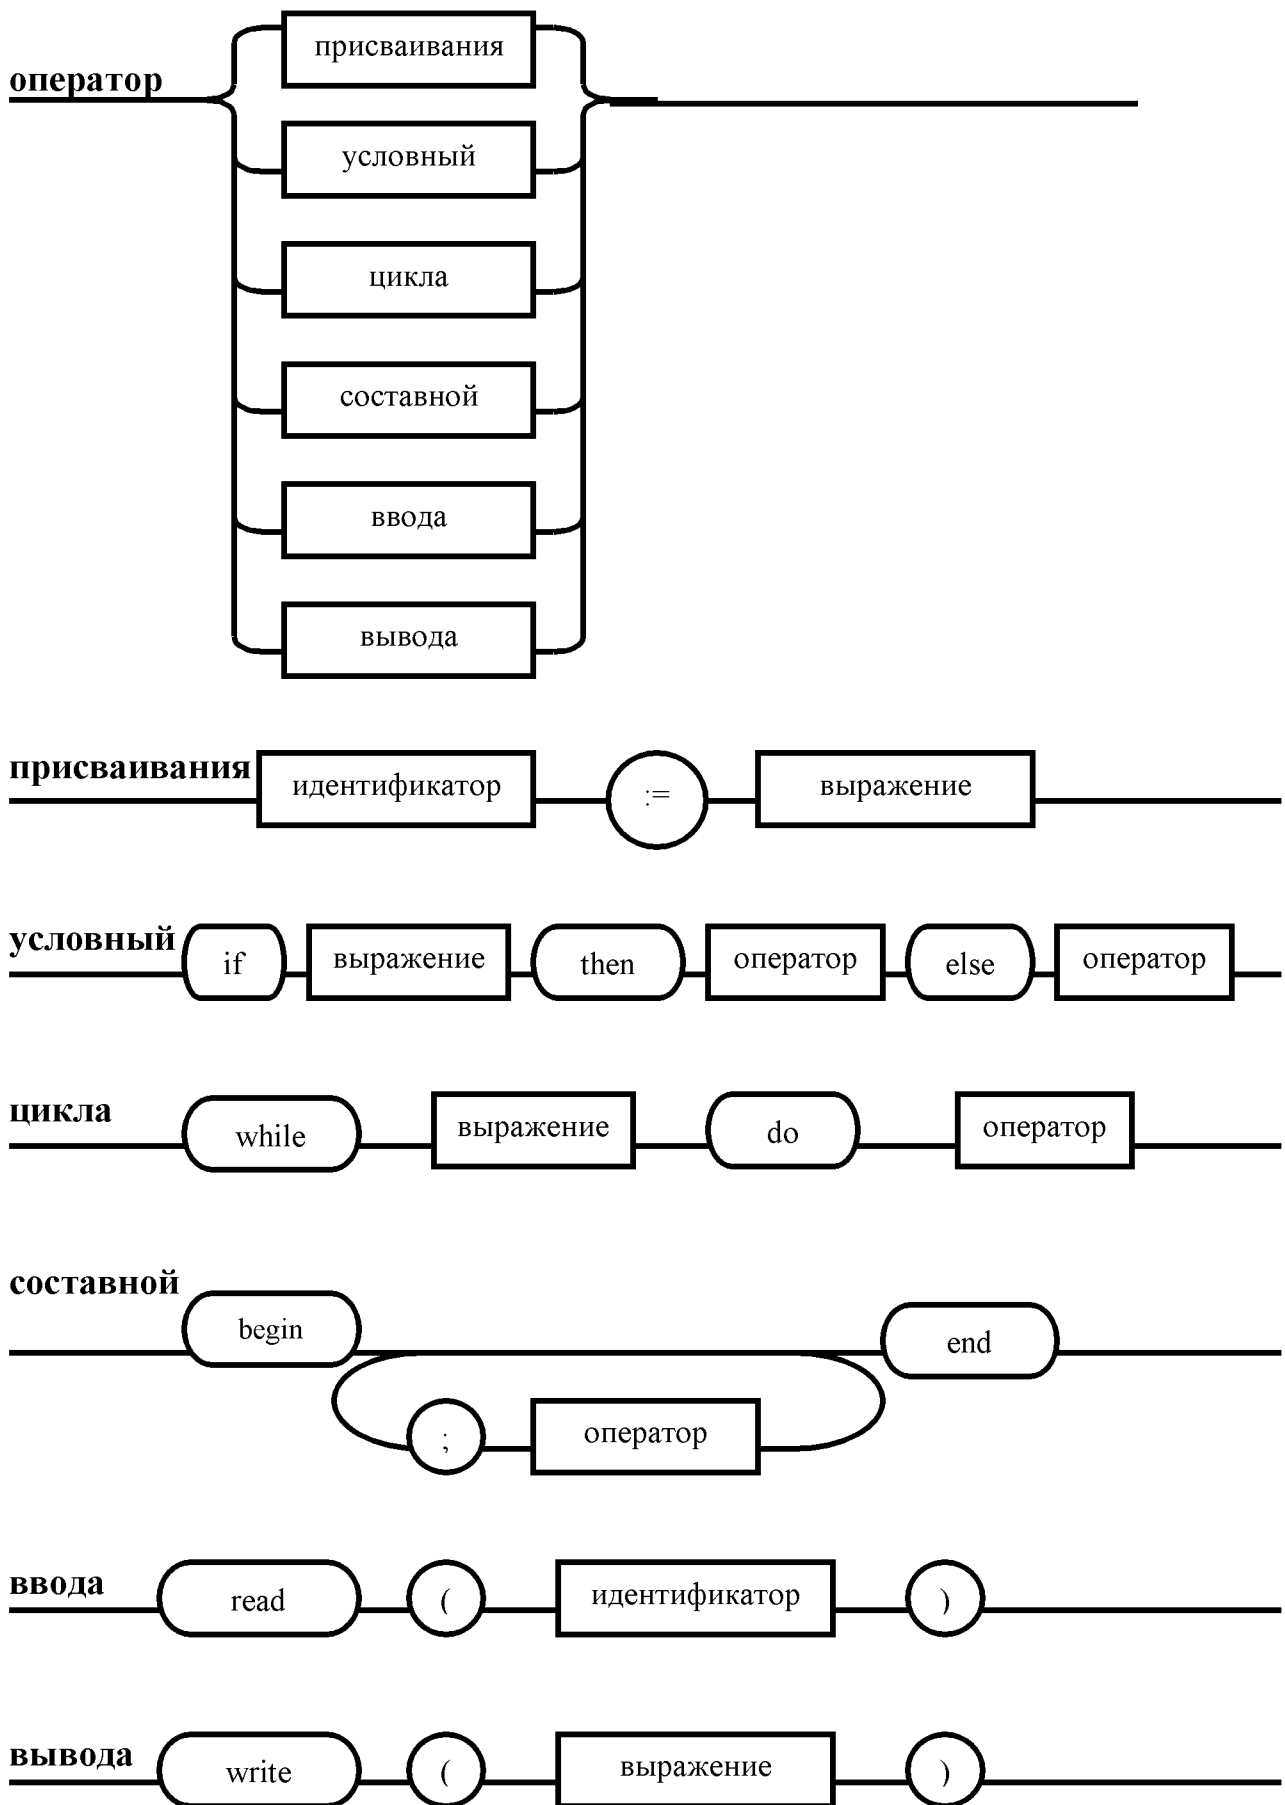 присваивания
оператор
условный
цикла
составной
ввода
вывода
присваивания идентификатор := выражение
условный if выражение then оператор else оператор
цикла while выражение do оператор
составной begin end
; оператор
ввода read ( идентификатор )
вывода write ( выражение )